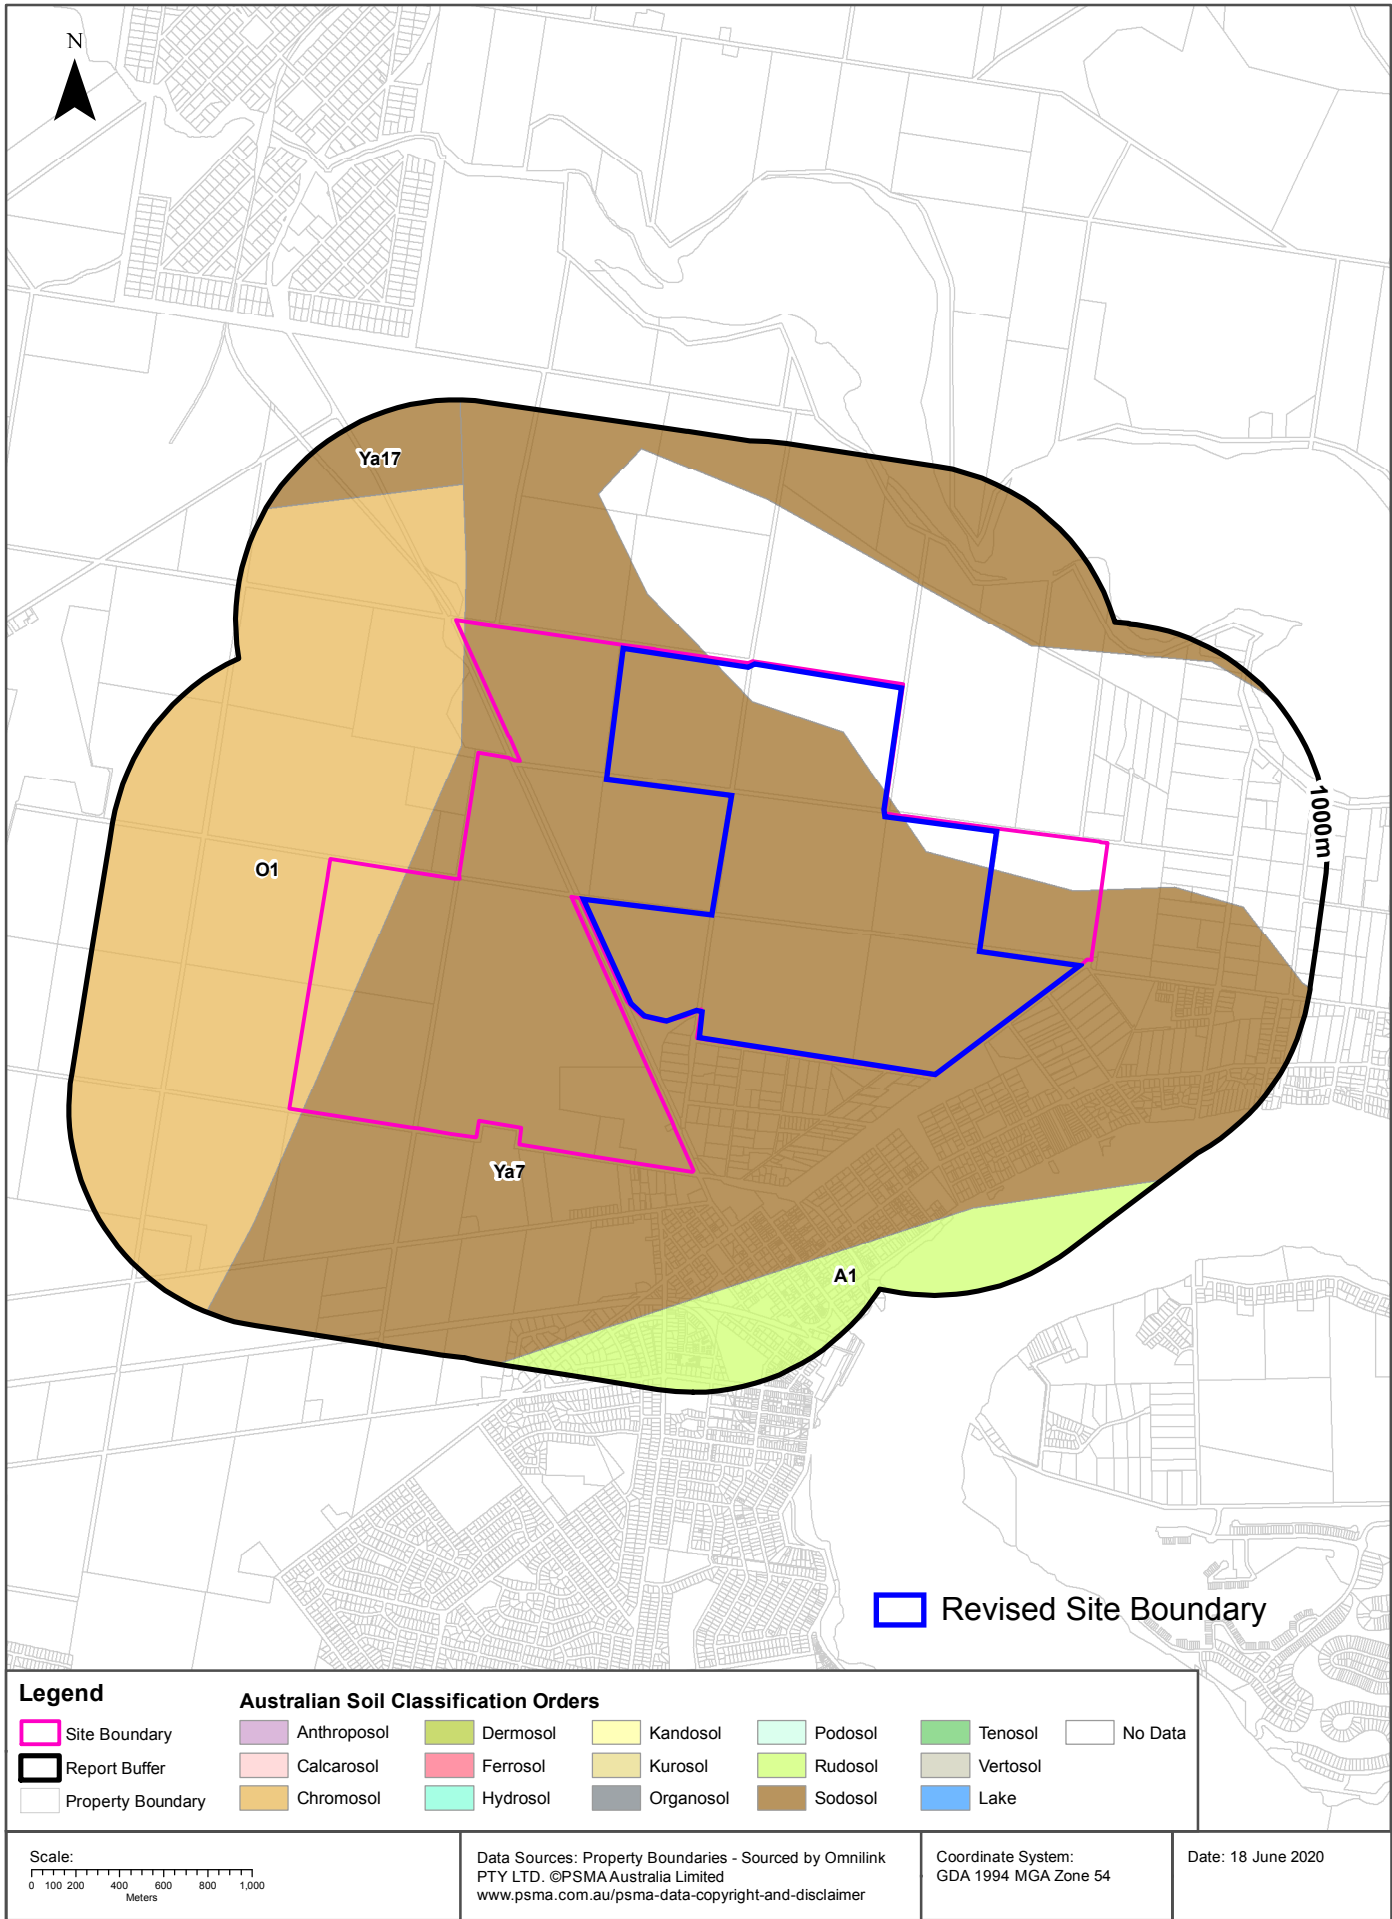 N
Ya17
1000m
O1
Ya7
A1
Revised Site Boundary
Legend
Site Boundary
Report Buffer
Property Boundary
Australian Soil Classification Orders
Anthroposol
Calcarosol
Chromosol
Dermosol
Ferrosol
Hydrosol
Kandosol
Kurosol
Organosol
Podosol
Rudosol
Sodosol
Tenosol
Vertosol
Lake
No Data
Scale:
0 100 200 400 600 800 1,000
Meters
Data Sources: Property Boundaries - Sourced by Omnilink
PTY LTD. ©PSMA Australia Limited
www.psma.com.au/psma-data-copyright-and-disclaimer
Coordinate System:
GDA 1994 MGA Zone 54
Date: 18 June 2020